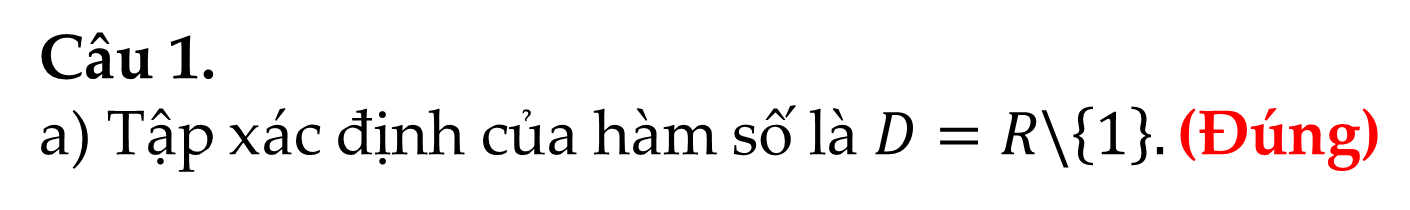 Câu 1.
a) Tập xác định của hàm số là D = R\{1}. (Đúng)